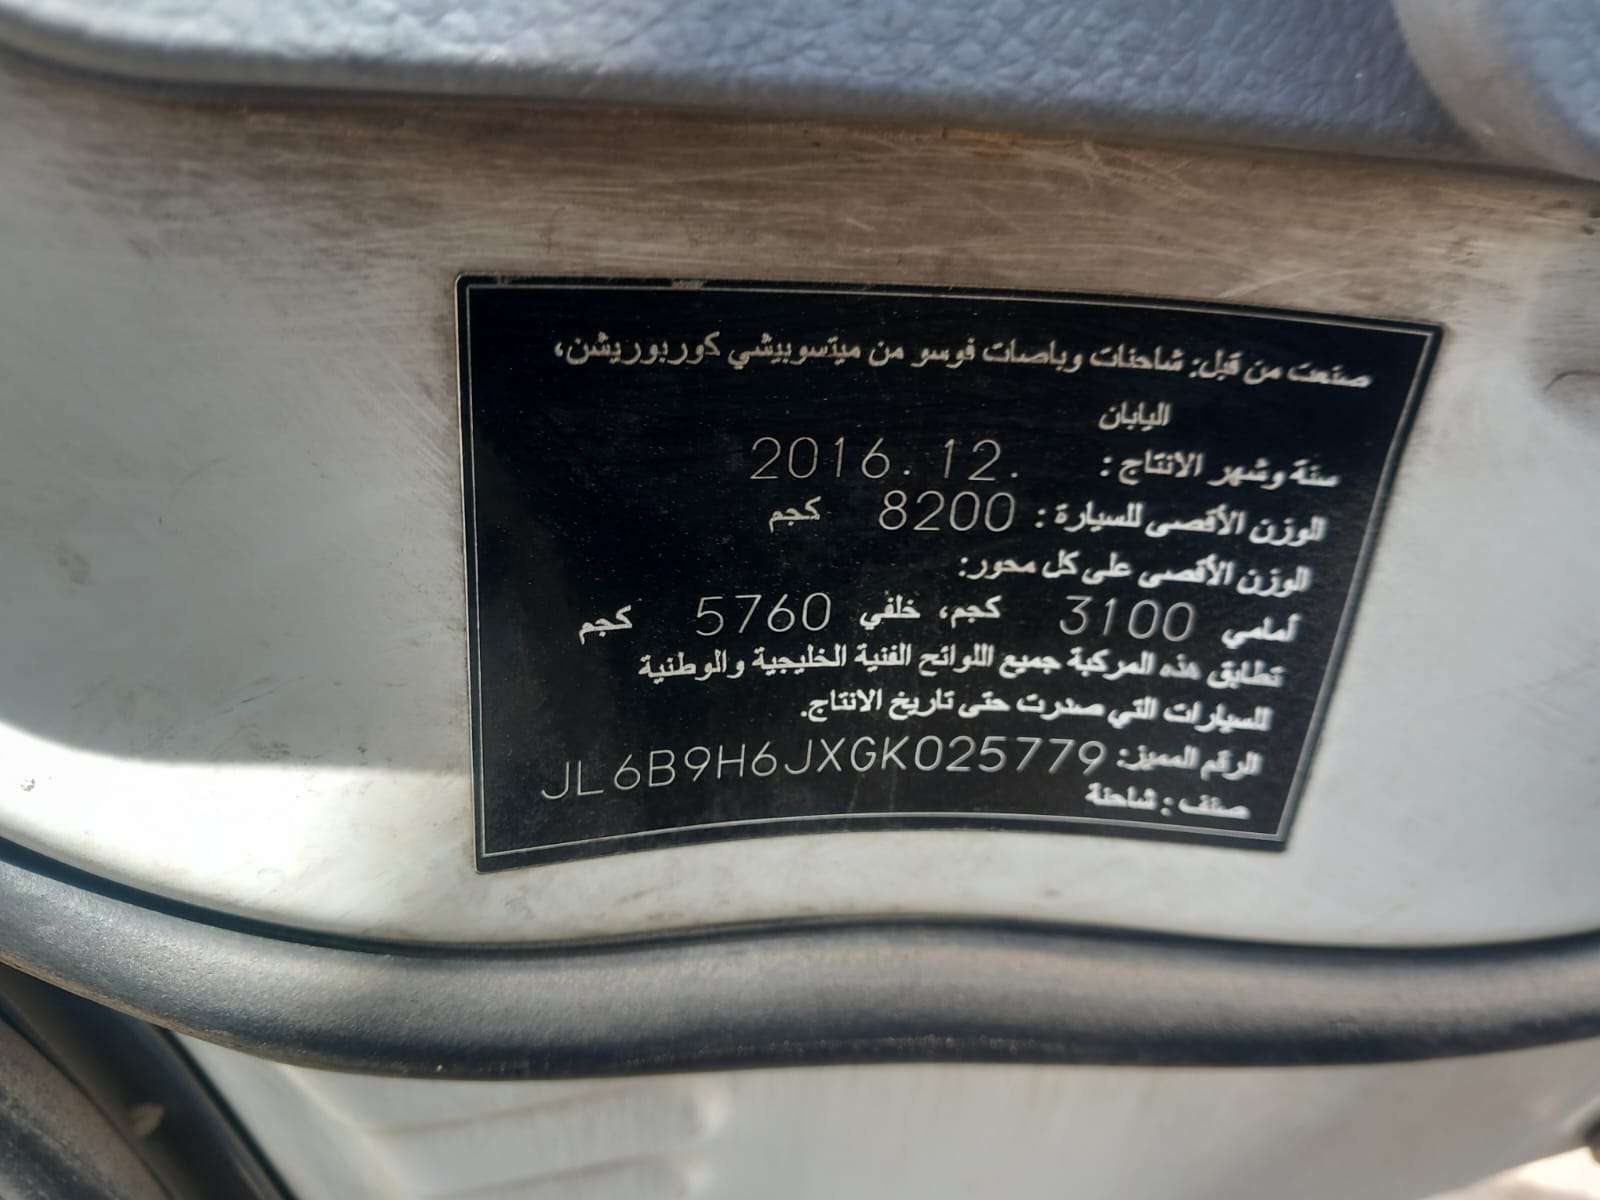 صنعت من قبل: شاحنات وباصات فوسو من ميتسوبيشي كوربوريشن،
اليابان
سنة وشهر الانتاج : 2016.12.
الوزن الأقصى للسيارة : 8200 كجم
الوزن الأقصى على كل محور:
أمامي 3100 كجم، خلفي 5760 كجم
تطابق هذه المركبة جميع اللوائح الفنية الخليجية والوطنية
للسيارات التي صدرت حتى تاريخ الانتاج.
الرقم المميز: JL6B9H6JXGK025779
صنف : شاحنة